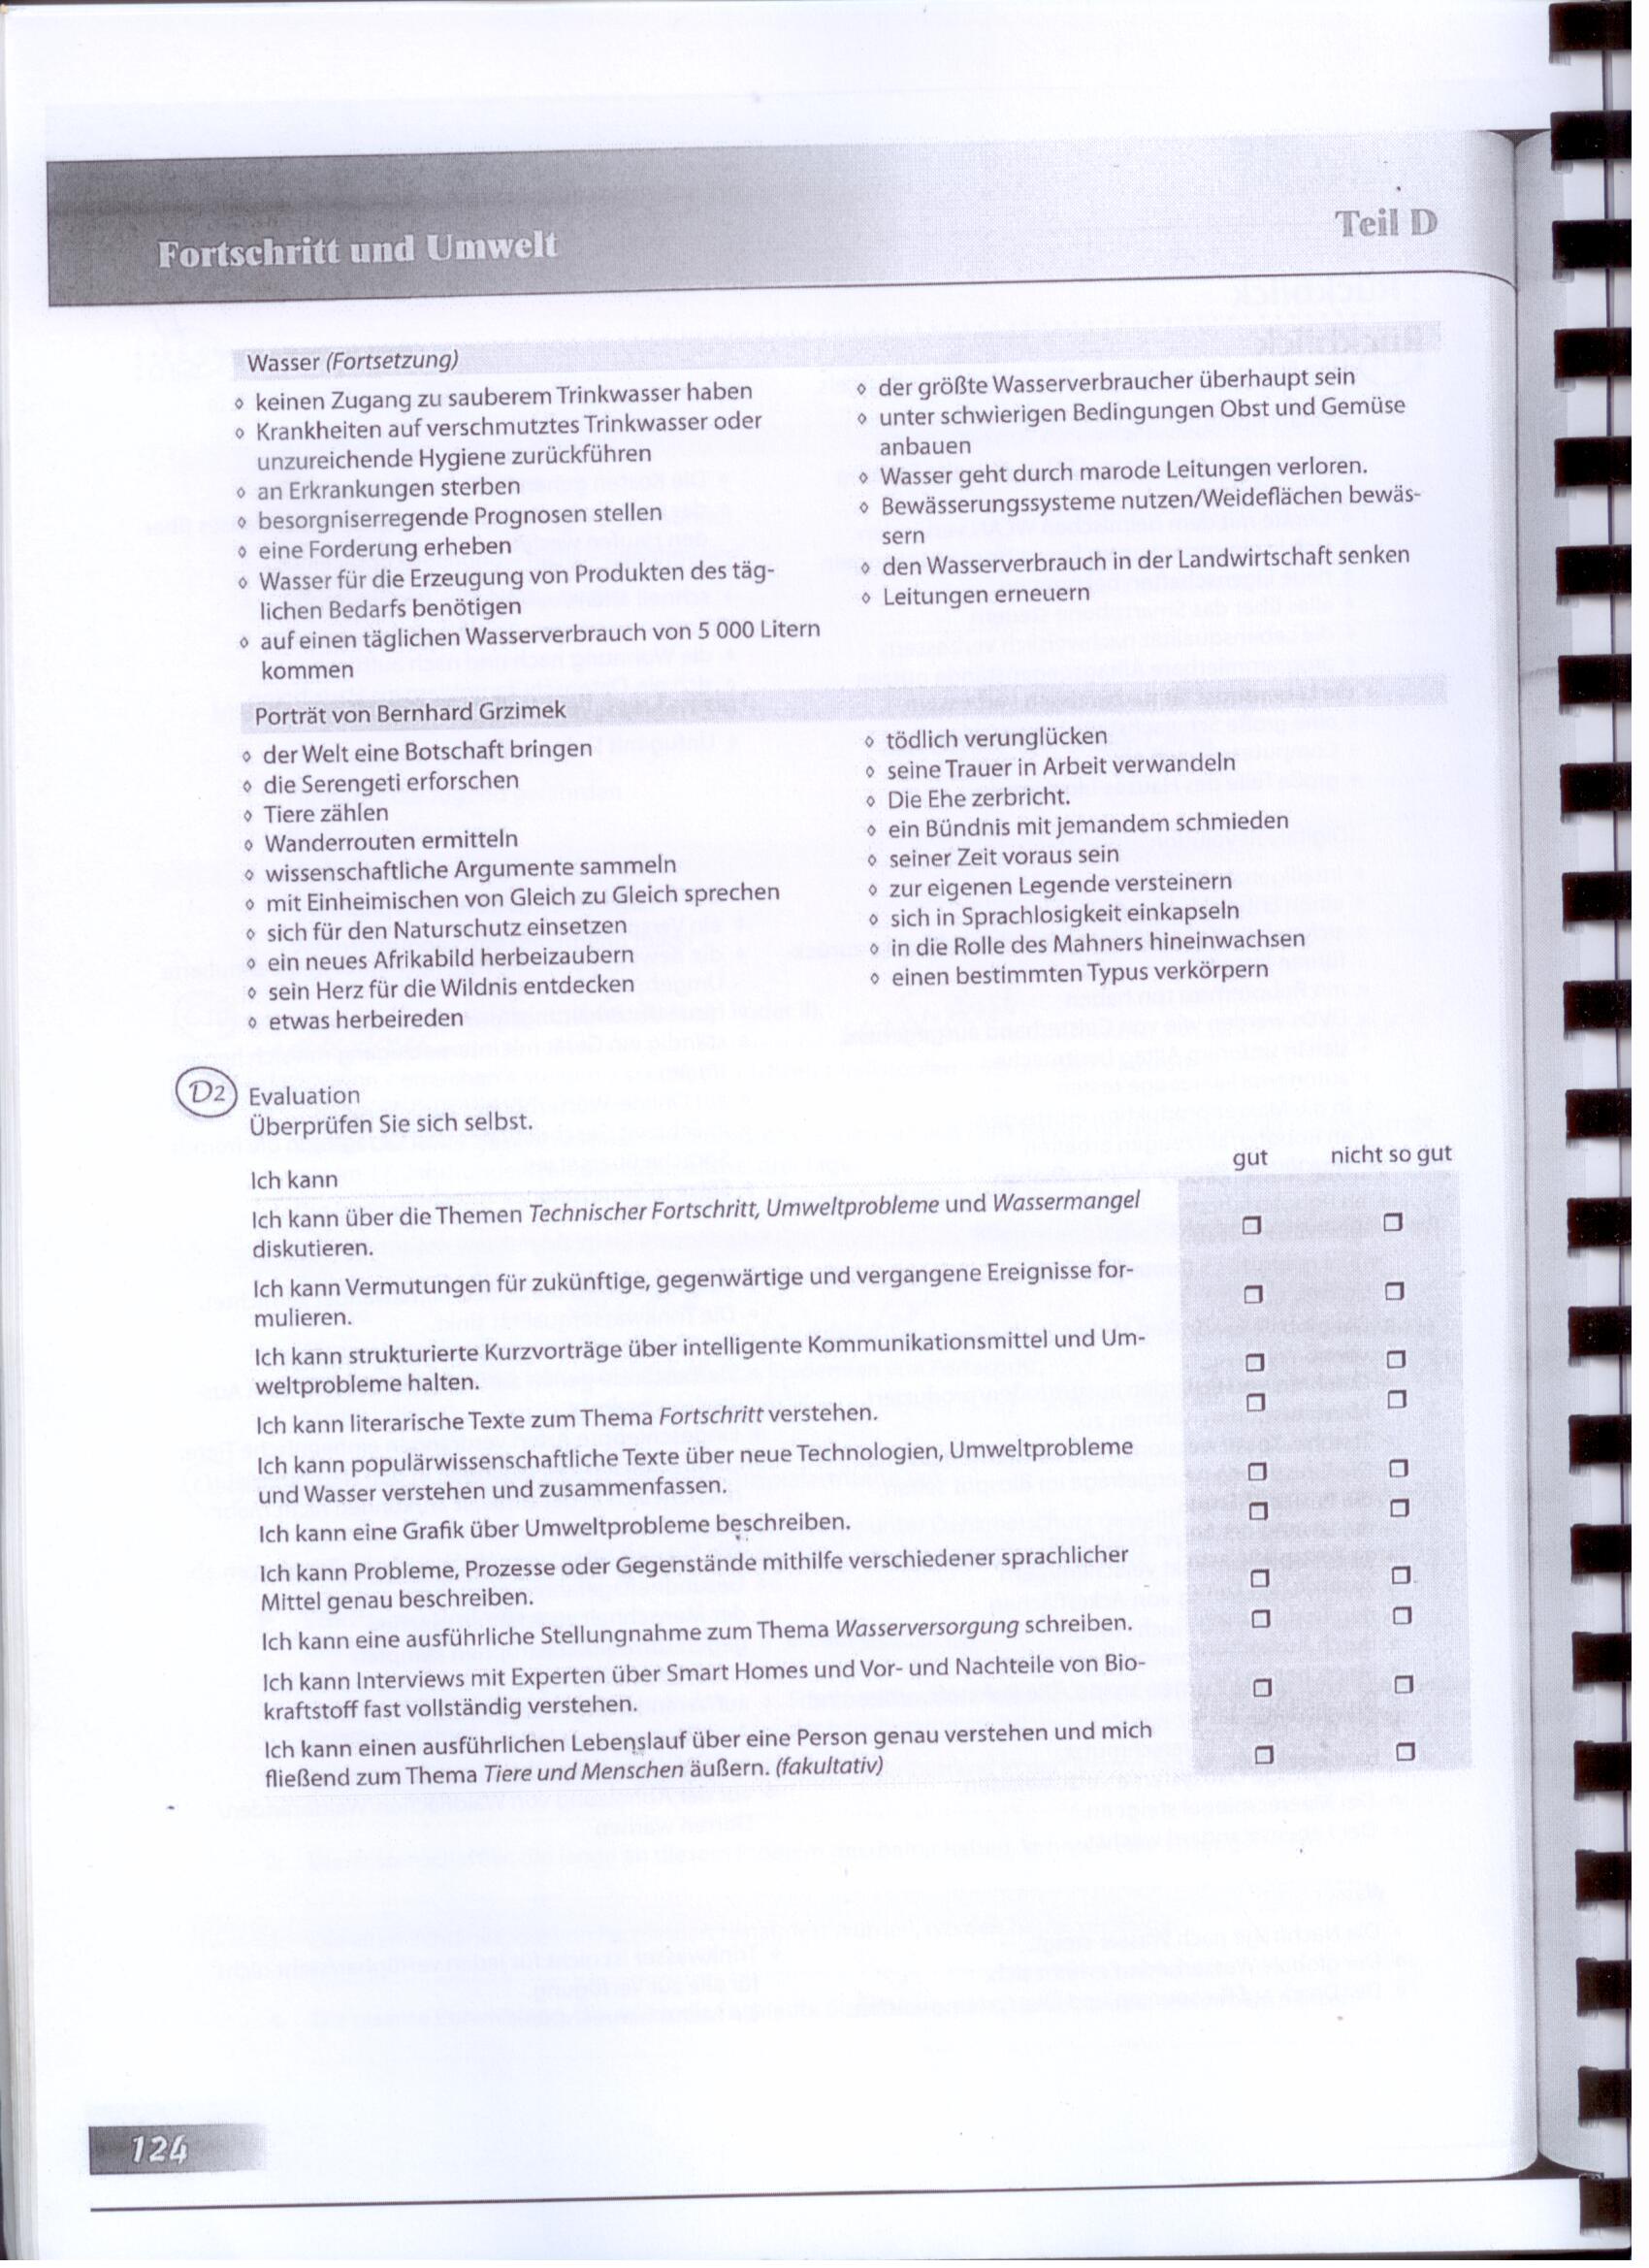 Fortschritt und Umwelt
Teil D
Wasser (Fortsetzung)
◊ keinen Zugang zu sauberem Trinkwasser haben
◊ Krankheiten auf verschmutztes Trinkwasser oder
unzureichende Hygiene zurückführen
◊ an Erkrankungen sterben
◊ besorgniserregende Prognosen stellen
◊ eine Forderung erheben
◊ Wasser für die Erzeugung von Produkten des täg-
lichen Bedarfs benötigen
◊ auf einen täglichen Wasserverbrauch von 5 000 Litern
kommen
◊ der größte Wasserverbraucher überhaupt sein
◊ unter schwierigen Bedingungen Obst und Gemüse
anbauen
◊ Wasser geht durch marode Leitungen verloren.
◊ Bewässerungssysteme nutzen/Weideflächen bewäs-
sern
◊ den Wasserverbrauch in der Landwirtschaft senken
◊ Leitungen erneuern
Porträt von Bernhard Grzimek
◊ der Welt eine Botschaft bringen
◊ die Serengeti erforschen
◊ Tiere zählen
◊ Wanderrouten ermitteln
◊ wissenschaftliche Argumente sammeln
◊ mit Einheimischen von Gleich zu Gleich sprechen
◊ sich für den Naturschutz einsetzen
◊ ein neues Afrikabild herbeizaubern
◊ sein Herz für die Wildnis entdecken
◊ etwas herbeireden
◊ tödlich verunglücken
◊ seine Trauer in Arbeit verwandeln
◊ Die Ehe zerbricht.
◊ ein Bündnis mit jemandem schmieden
◊ seiner Zeit voraus sein
◊ zur eigenen Legende versteinern
◊ sich in Sprachlosigkeit einkapseln
◊ in die Rolle des Mahners hineinwachsen
◊ einen bestimmten Typus verkörpern
D2 Evaluation
Überprüfen Sie sich selbst.
Ich kann gut nicht so gut
Ich kann über die Themen Technischer Fortschritt, Umweltprobleme und Wassermangel
diskutieren.
Ich kann Vermutungen für zukünftige, gegenwärtige und vergangene Ereignisse for-
mulieren.
Ich kann strukturierte Kurzvorträge über intelligente Kommunikationsmittel und Um-
weltprobleme halten.
Ich kann literarische Texte zum Thema Fortschritt verstehen.
Ich kann populärwissenschaftliche Texte über neue Technologien, Umweltprobleme
und Wasser verstehen und zusammenfassen.
Ich kann eine Grafik über Umweltprobleme beschreiben.
Ich kann Probleme, Prozesse oder Gegenstände mithilfe verschiedener sprachlicher
Mittel genau beschreiben.
Ich kann eine ausführliche Stellungnahme zum Thema Wasserversorgung schreiben.
Ich kann Interviews mit Experten über Smart Homes und Vor- und Nachteile von Bio-
kraftstoff fast vollständig verstehen.
Ich kann einen ausführlichen Lebenslauf über eine Person genau verstehen und mich
fließend zum Thema Tiere und Menschen äußern. (fakultativ)
124